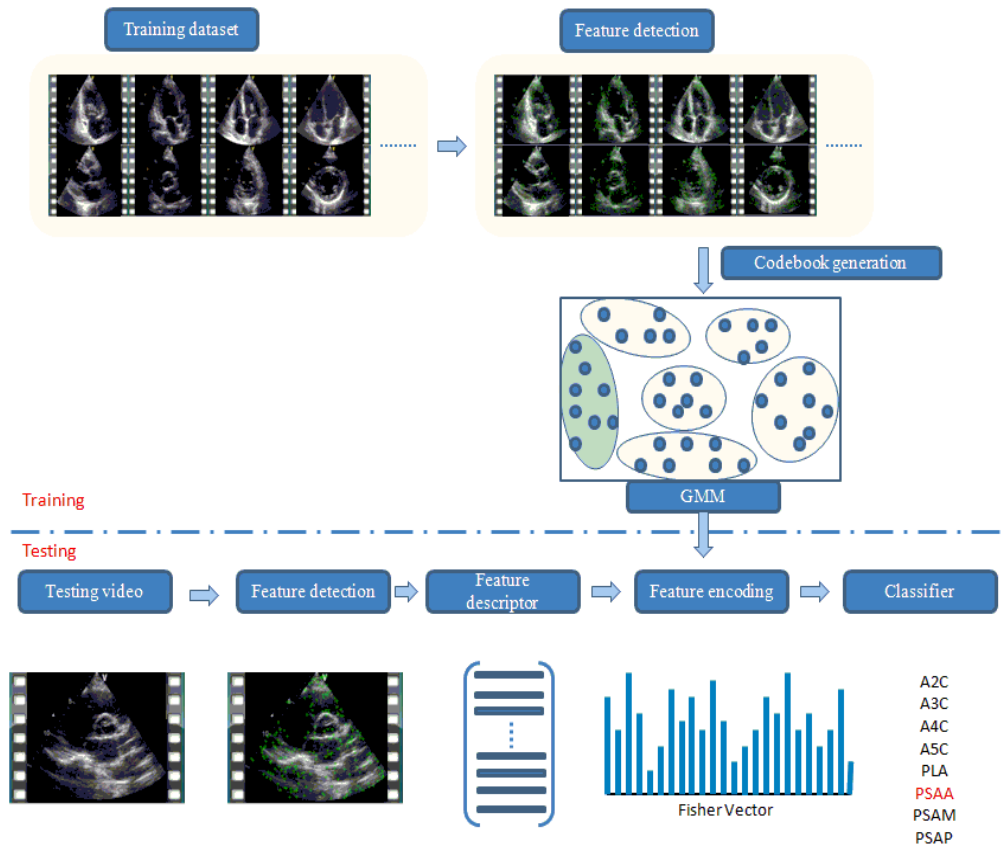 Training dataset
Feature detection
Codebook generation
GMM
Training
Testing
Testing video
Feature detection
Feature
descriptor
Feature encoding
Classifier
Fisher Vector
A2C
A3C
A4C
A5C
PLA
PSAA
PSAM
PSAP